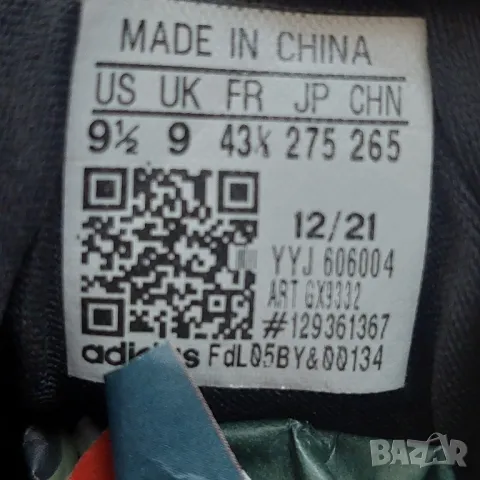 MADE IN CHINA
US UK FR JP CHN
9½ 9 43⅓ 275 265
12/21
YYJ 606004
ART GX9332
#129361367
adidas FdL05BY&00134
BAZAR